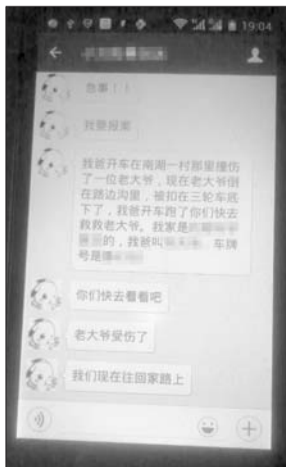 19:04
急事！！
我要报案
我爸开车在南湖一村那里撞伤
了一位老大爷，现在老大爷倒
在路边沟里，被扣在三轮车底
下了，我爸开车跑了你们快去
救救老大爷。我家是
的，我爸叫 车牌
号是
你们快去看看吧
老大爷受伤了
我们现在往回家路上